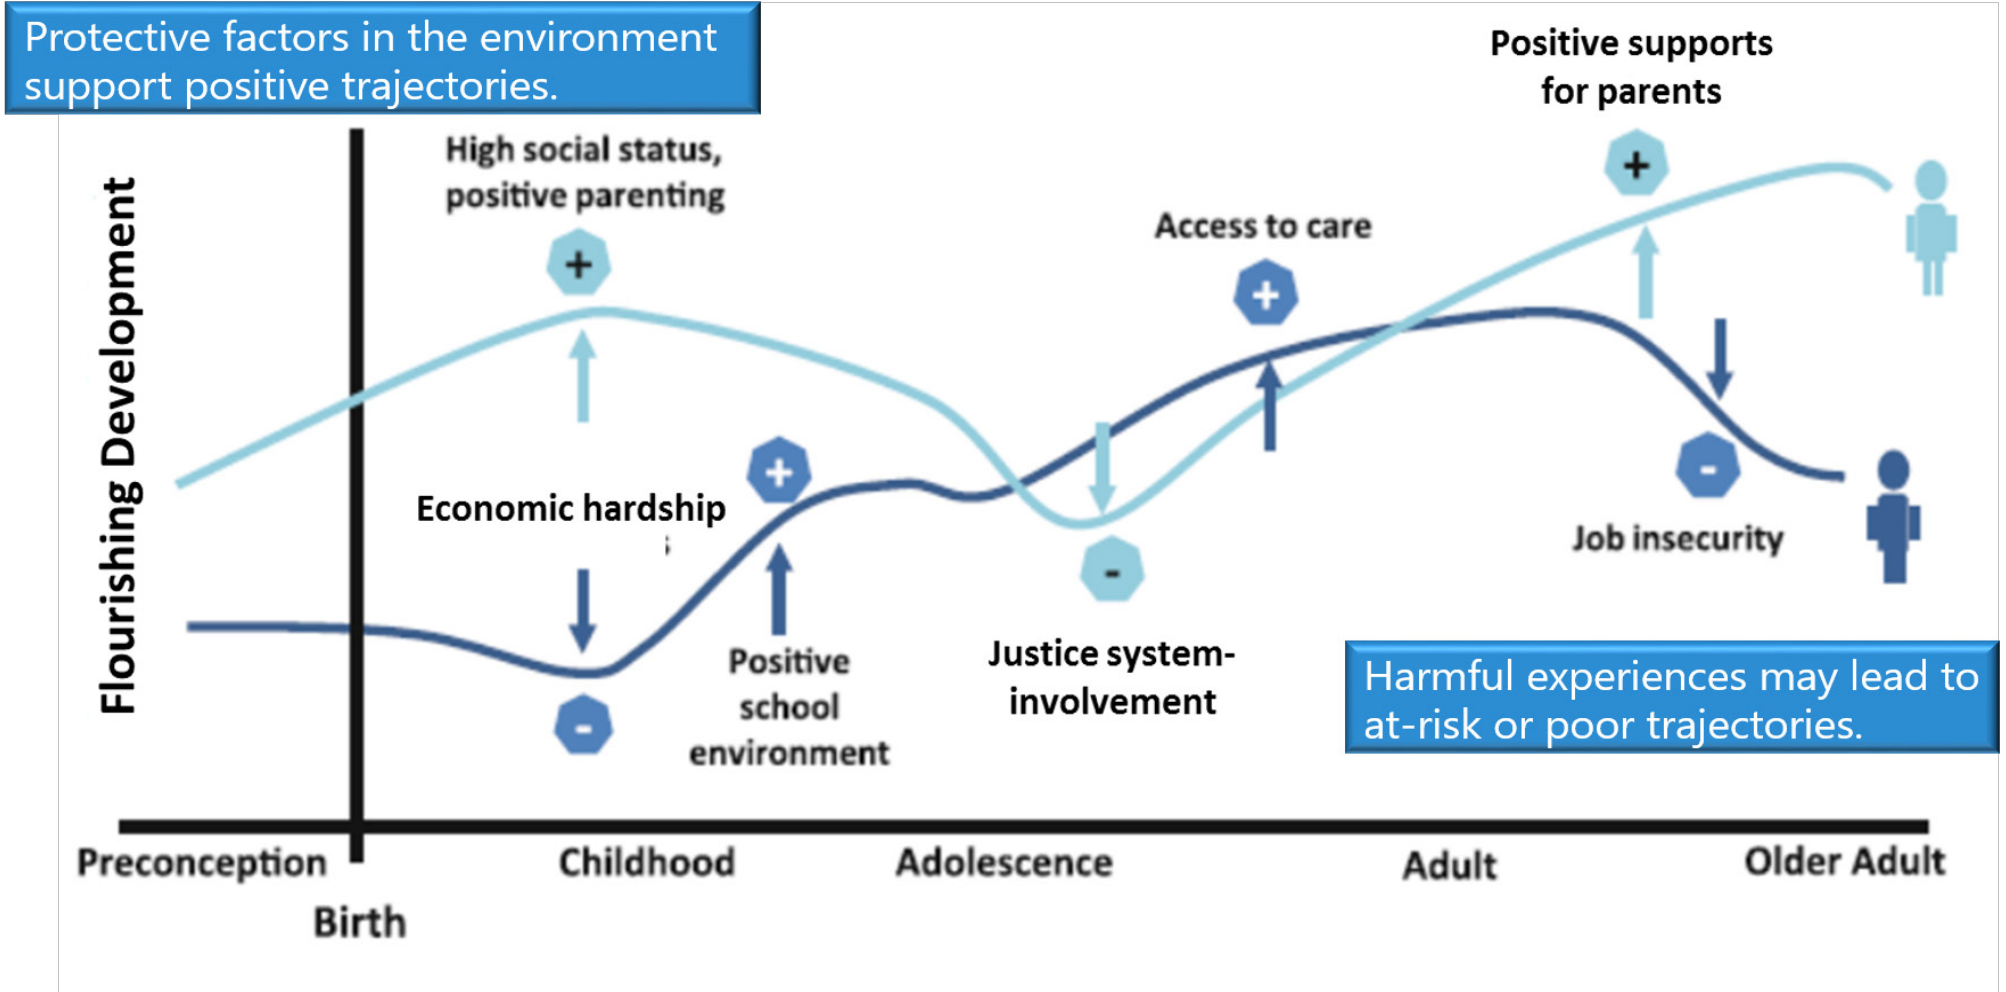 Protective factors in the environment
support positive trajectories.
Positive supports
for parents
High social status,
positive parenting
+
+
Access to care
+
Flourishing Development
Economic hardship
+
-
Positive
school
environment
-
Justice system-
involvement
-
Job insecurity
Harmful experiences may lead to
at-risk or poor trajectories.
Preconception
Birth
Childhood
Adolescence
Adult
Older Adult